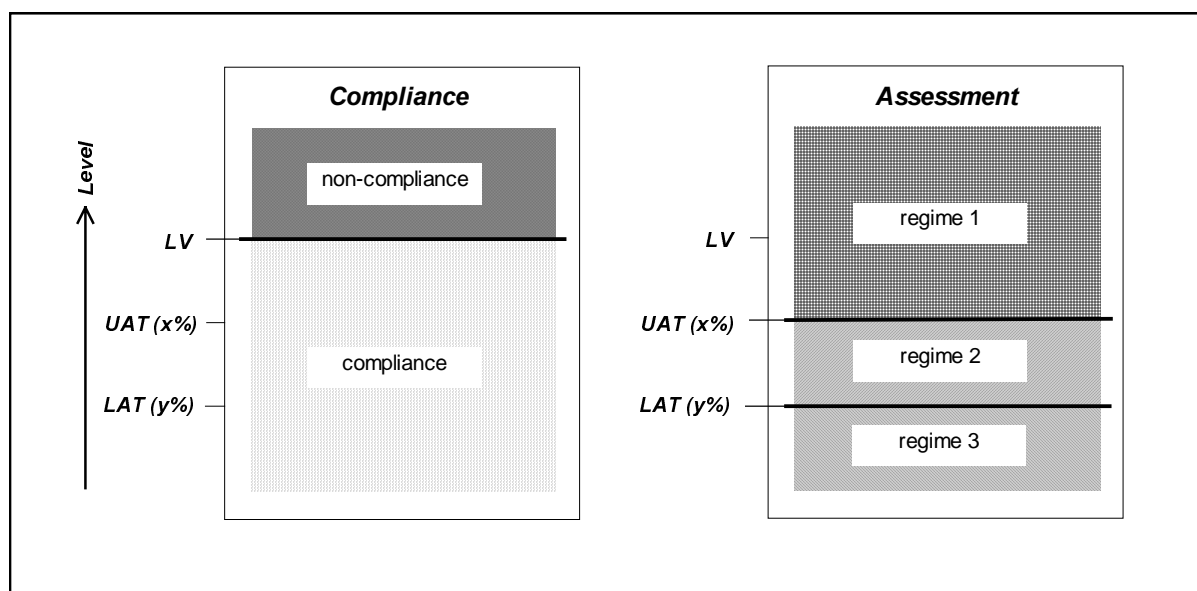 Compliance
non-compliance
compliance
Level
LV
UAT (x%)
LAT (y%)
Assessment
regime 1
regime 2
regime 3
LV
UAT (x%)
LAT (y%)